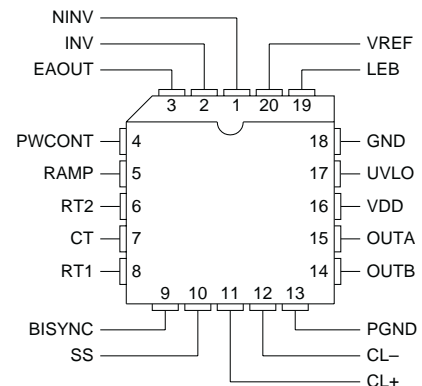 NINV
INV
VREF
EAOUT
LEB
3 2 1 20 19
PWCONT 4 18 GND
RAMP 5 17 UVLO
RT2 6 16 VDD
CT 7 15 OUTA
RT1 8 14 OUTB
9 10 11 12 13
BISYNC
PGND
SS
CL–
CL+